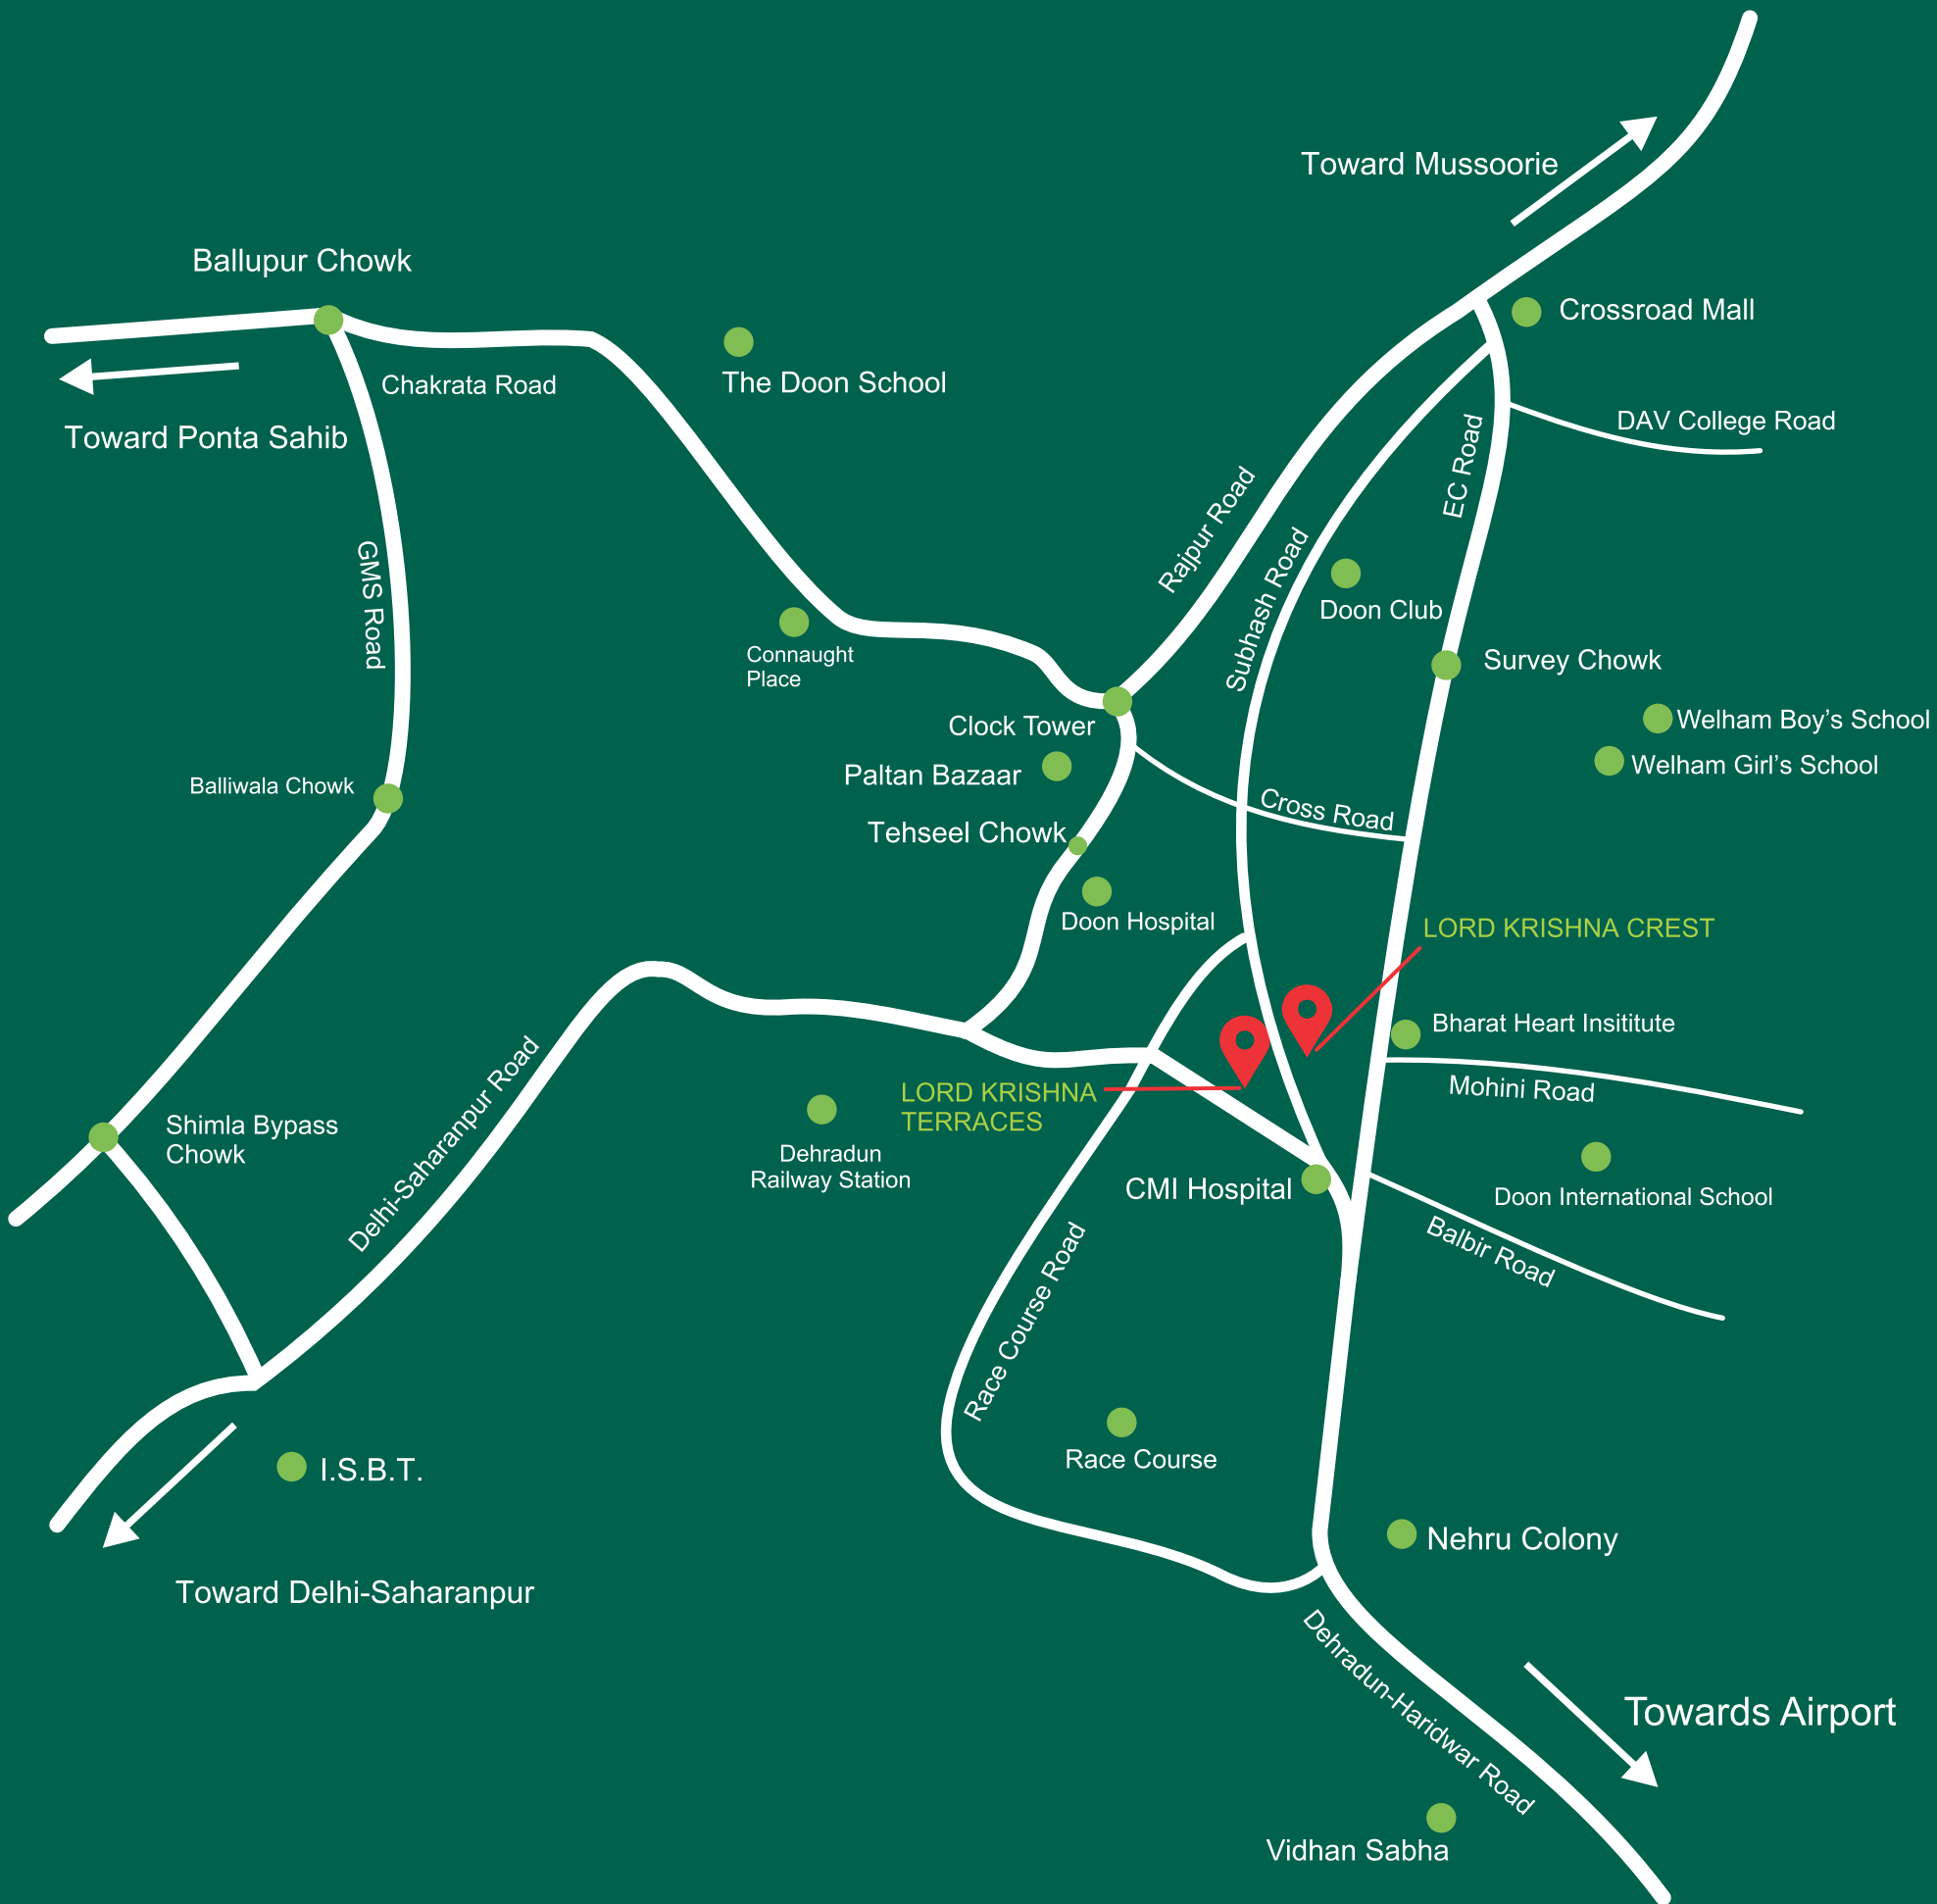 Toward Mussoorie
Ballupur Chowk
Crossroad Mall
Chakrata Road
The Doon School
Toward Ponta Sahib
DAV College Road
EC Road
Rajpur Road
Subhash Road
GMS Road
Doon Club
Connaught
Place
Survey Chowk
Clock Tower
Welham Boy’s School
Paltan Bazaar
Welham Girl’s School
Balliwala Chowk
Cross Road
Tehseel Chowk
Doon Hospital
LORD KRISHNA CREST
Bharat Heart Insititute
Mohini Road
LORD KRISHNA
TERRACES
Shimla Bypass
Chowk
Delhi-Saharanpur Road
Dehradun
Railway Station
CMI Hospital
Doon International School
Balbir Road
Race Course Road
Race Course
I.S.B.T.
Nehru Colony
Toward Delhi-Saharanpur
Dehradun-Haridwar Road
Towards Airport
Vidhan Sabha